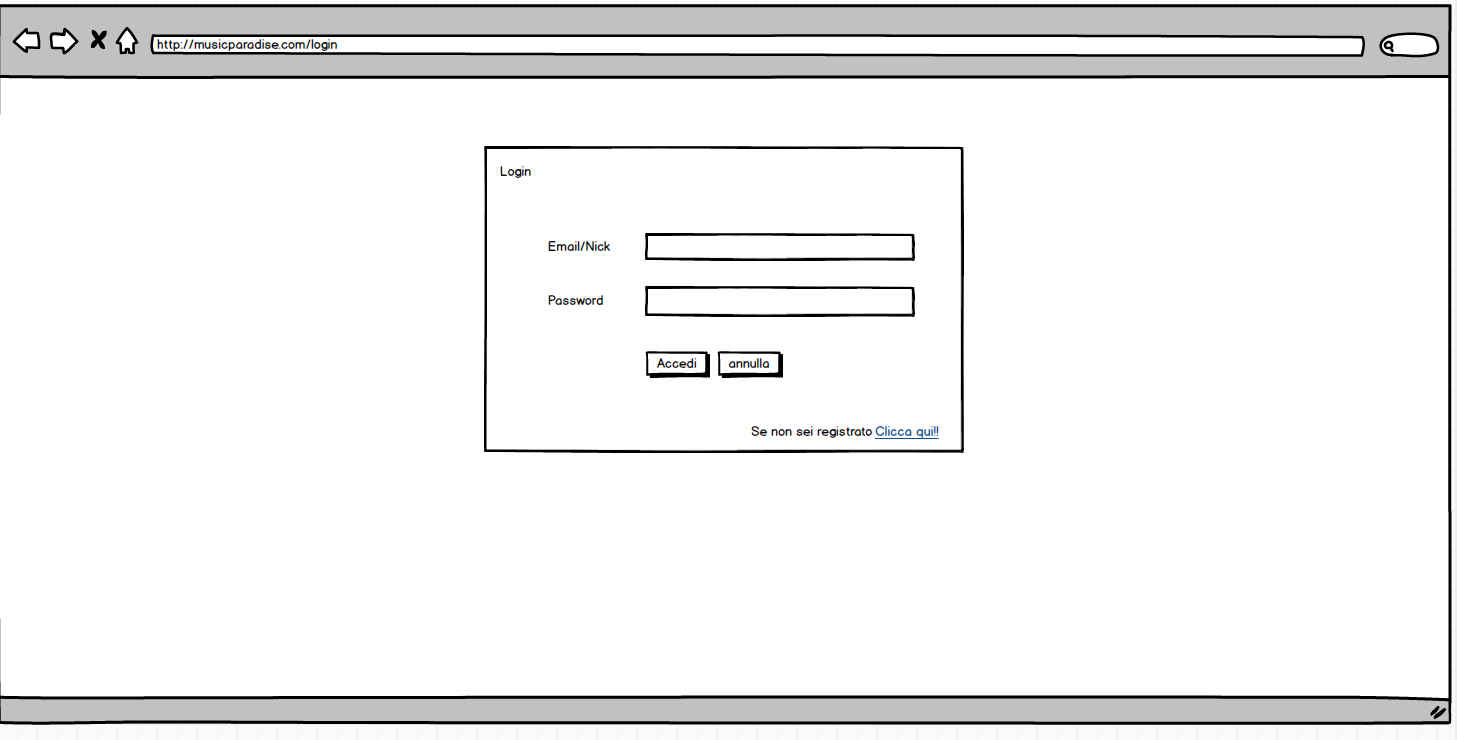 http://musicparadise.com/login
Login
Email/Nick
Password
Accedi annulla
Se non sei registrato Clicca qui!!